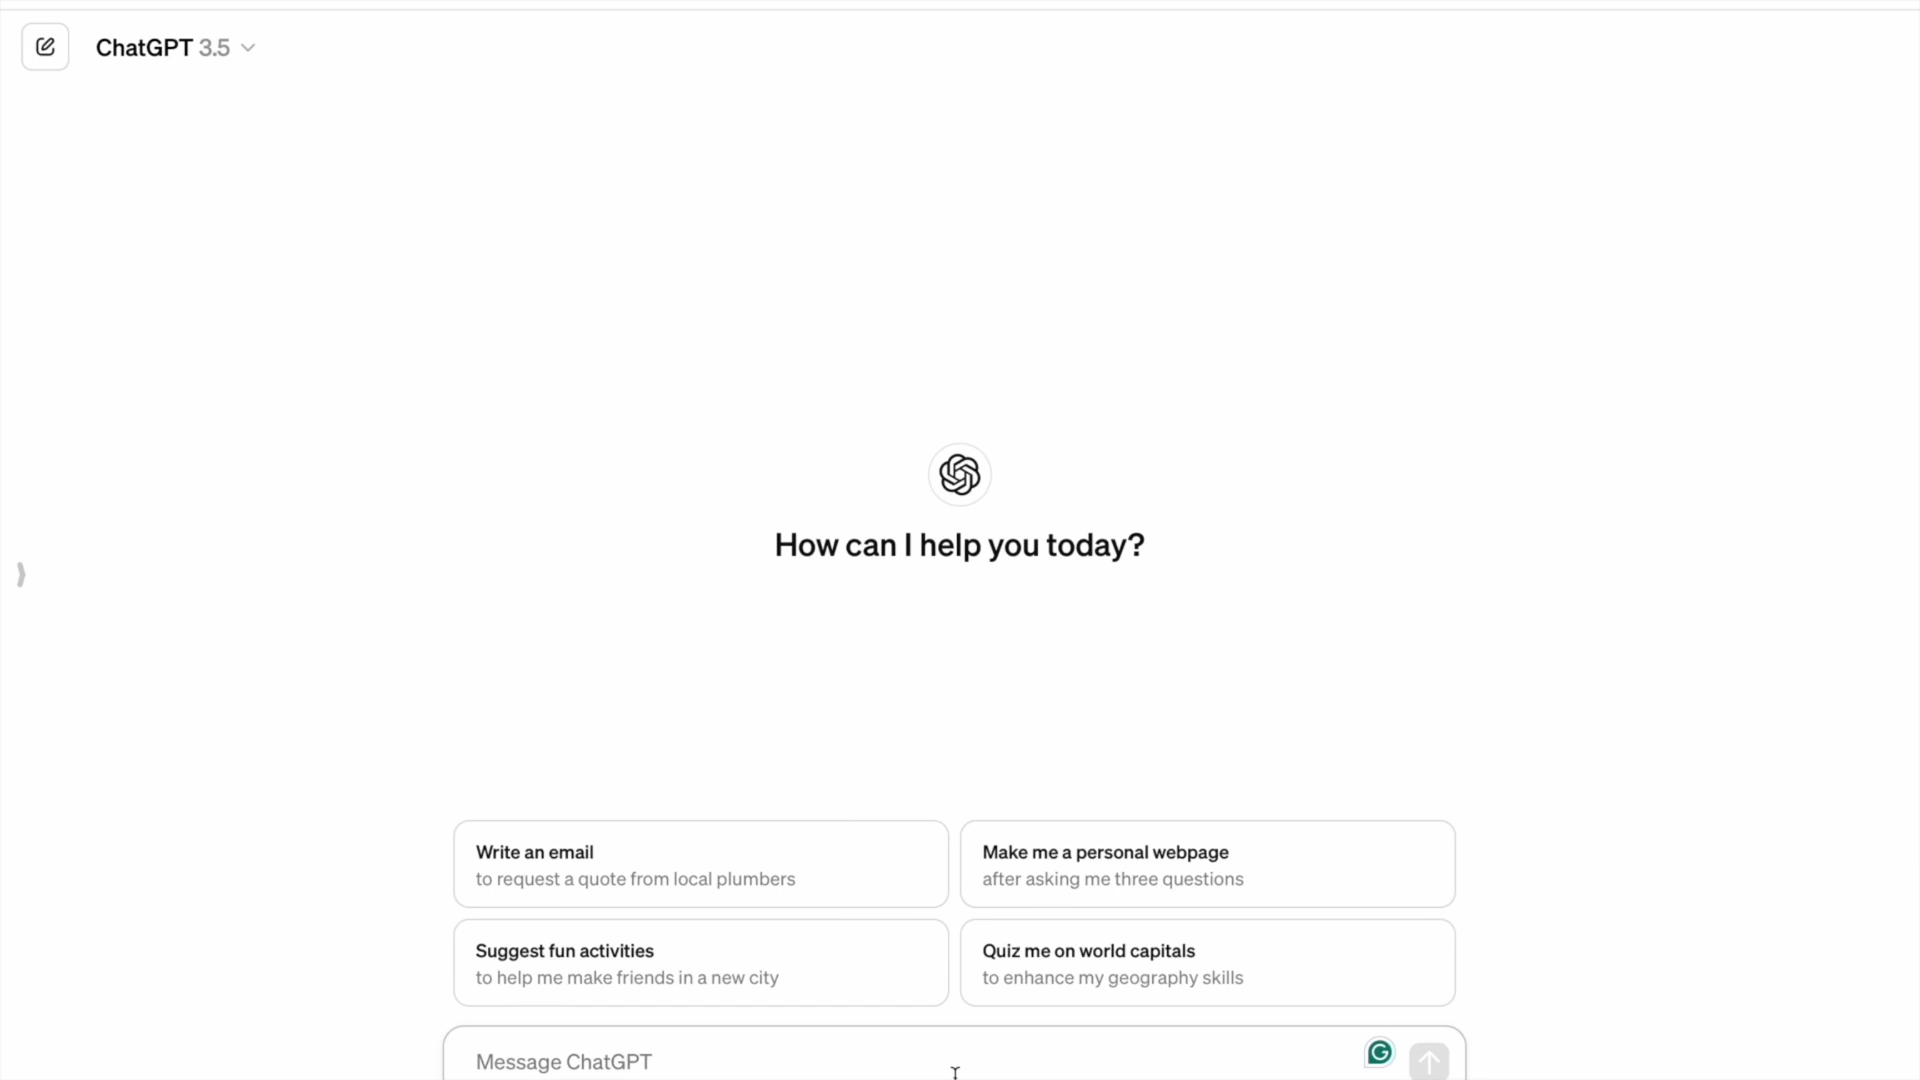 ChatGPT 3.5
How can I help you today?
Write an email
to request a quote from local plumbers
Make me a personal webpage
after asking me three questions
Suggest fun activities
to help me make friends in a new city
Quiz me on world capitals
to enhance my geography skills
Message ChatGPT